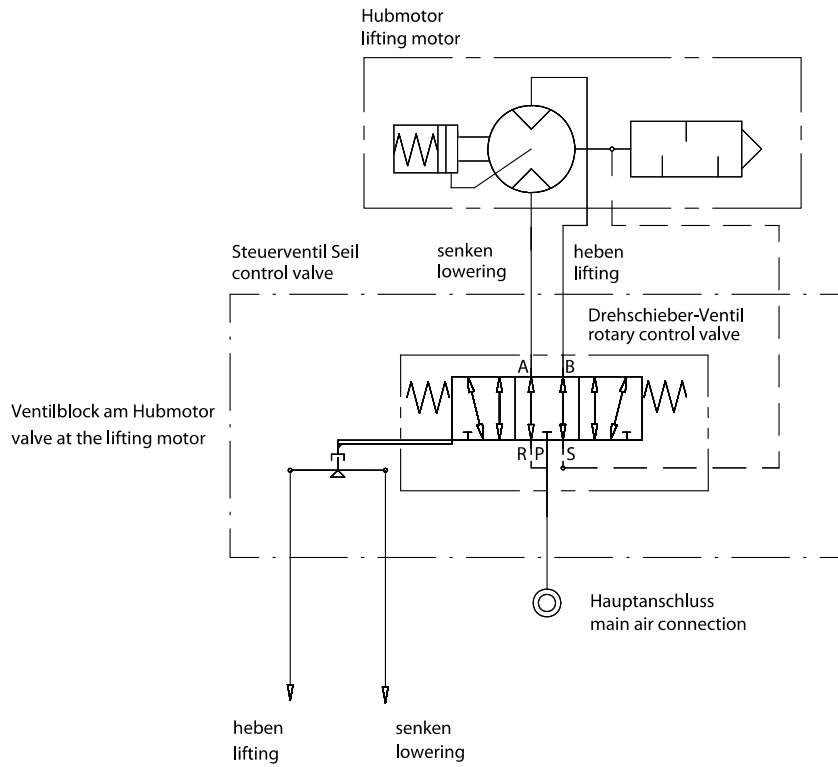 Hubmotor
lifting motor
Steuerventil Seil
control valve
senken
lowering
heben
lifting
Drehschieber-Ventil
rotary control valve
A B
Ventilblock am Hubmotor
valve at the lifting motor
R P S
Hauptanschluss
main air connection
heben
lifting
senken
lowering